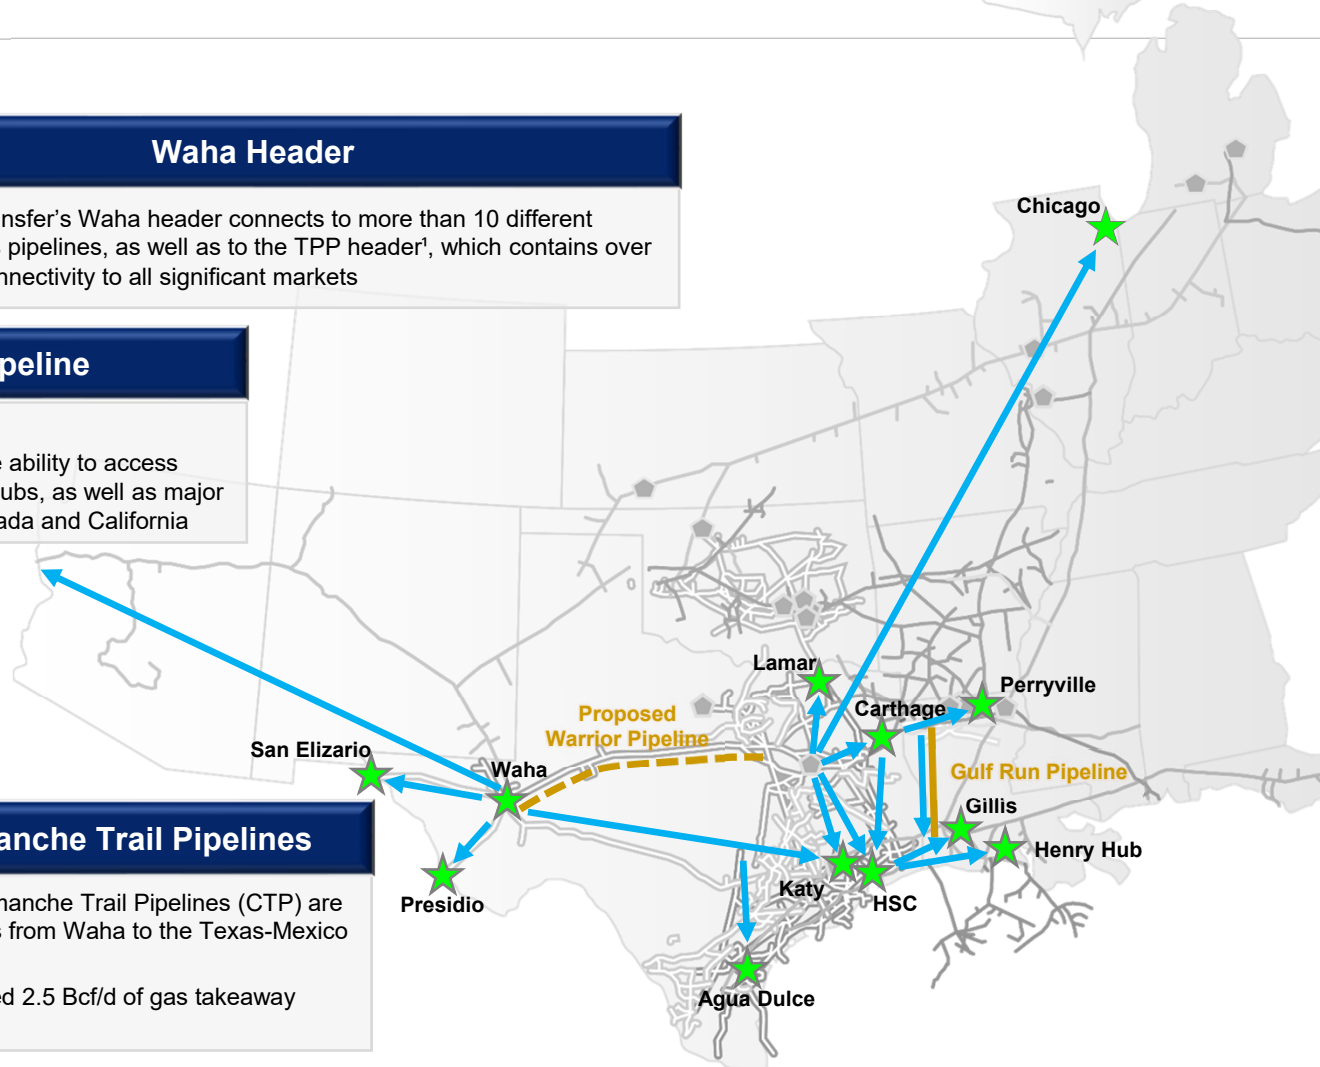 Waha Header
nsfer’s Waha header connects to more than 10 different
s pipelines, as well as to the TPP header¹, which contains over
nnectivity to all significant markets
peline
e ability to access
ubs, as well as major
ada and California
Chicago
Lamar
Perryville
Carthage
Proposed
Warrior Pipeline
San Elizario
Waha
Gulf Run Pipeline
Gillis
Henry Hub
Katy
HSC
Presidio
Agua Dulce
anche Trail Pipelines
manche Trail Pipelines (CTP) are
s from Waha to the Texas-Mexico
ed 2.5 Bcf/d of gas takeaway